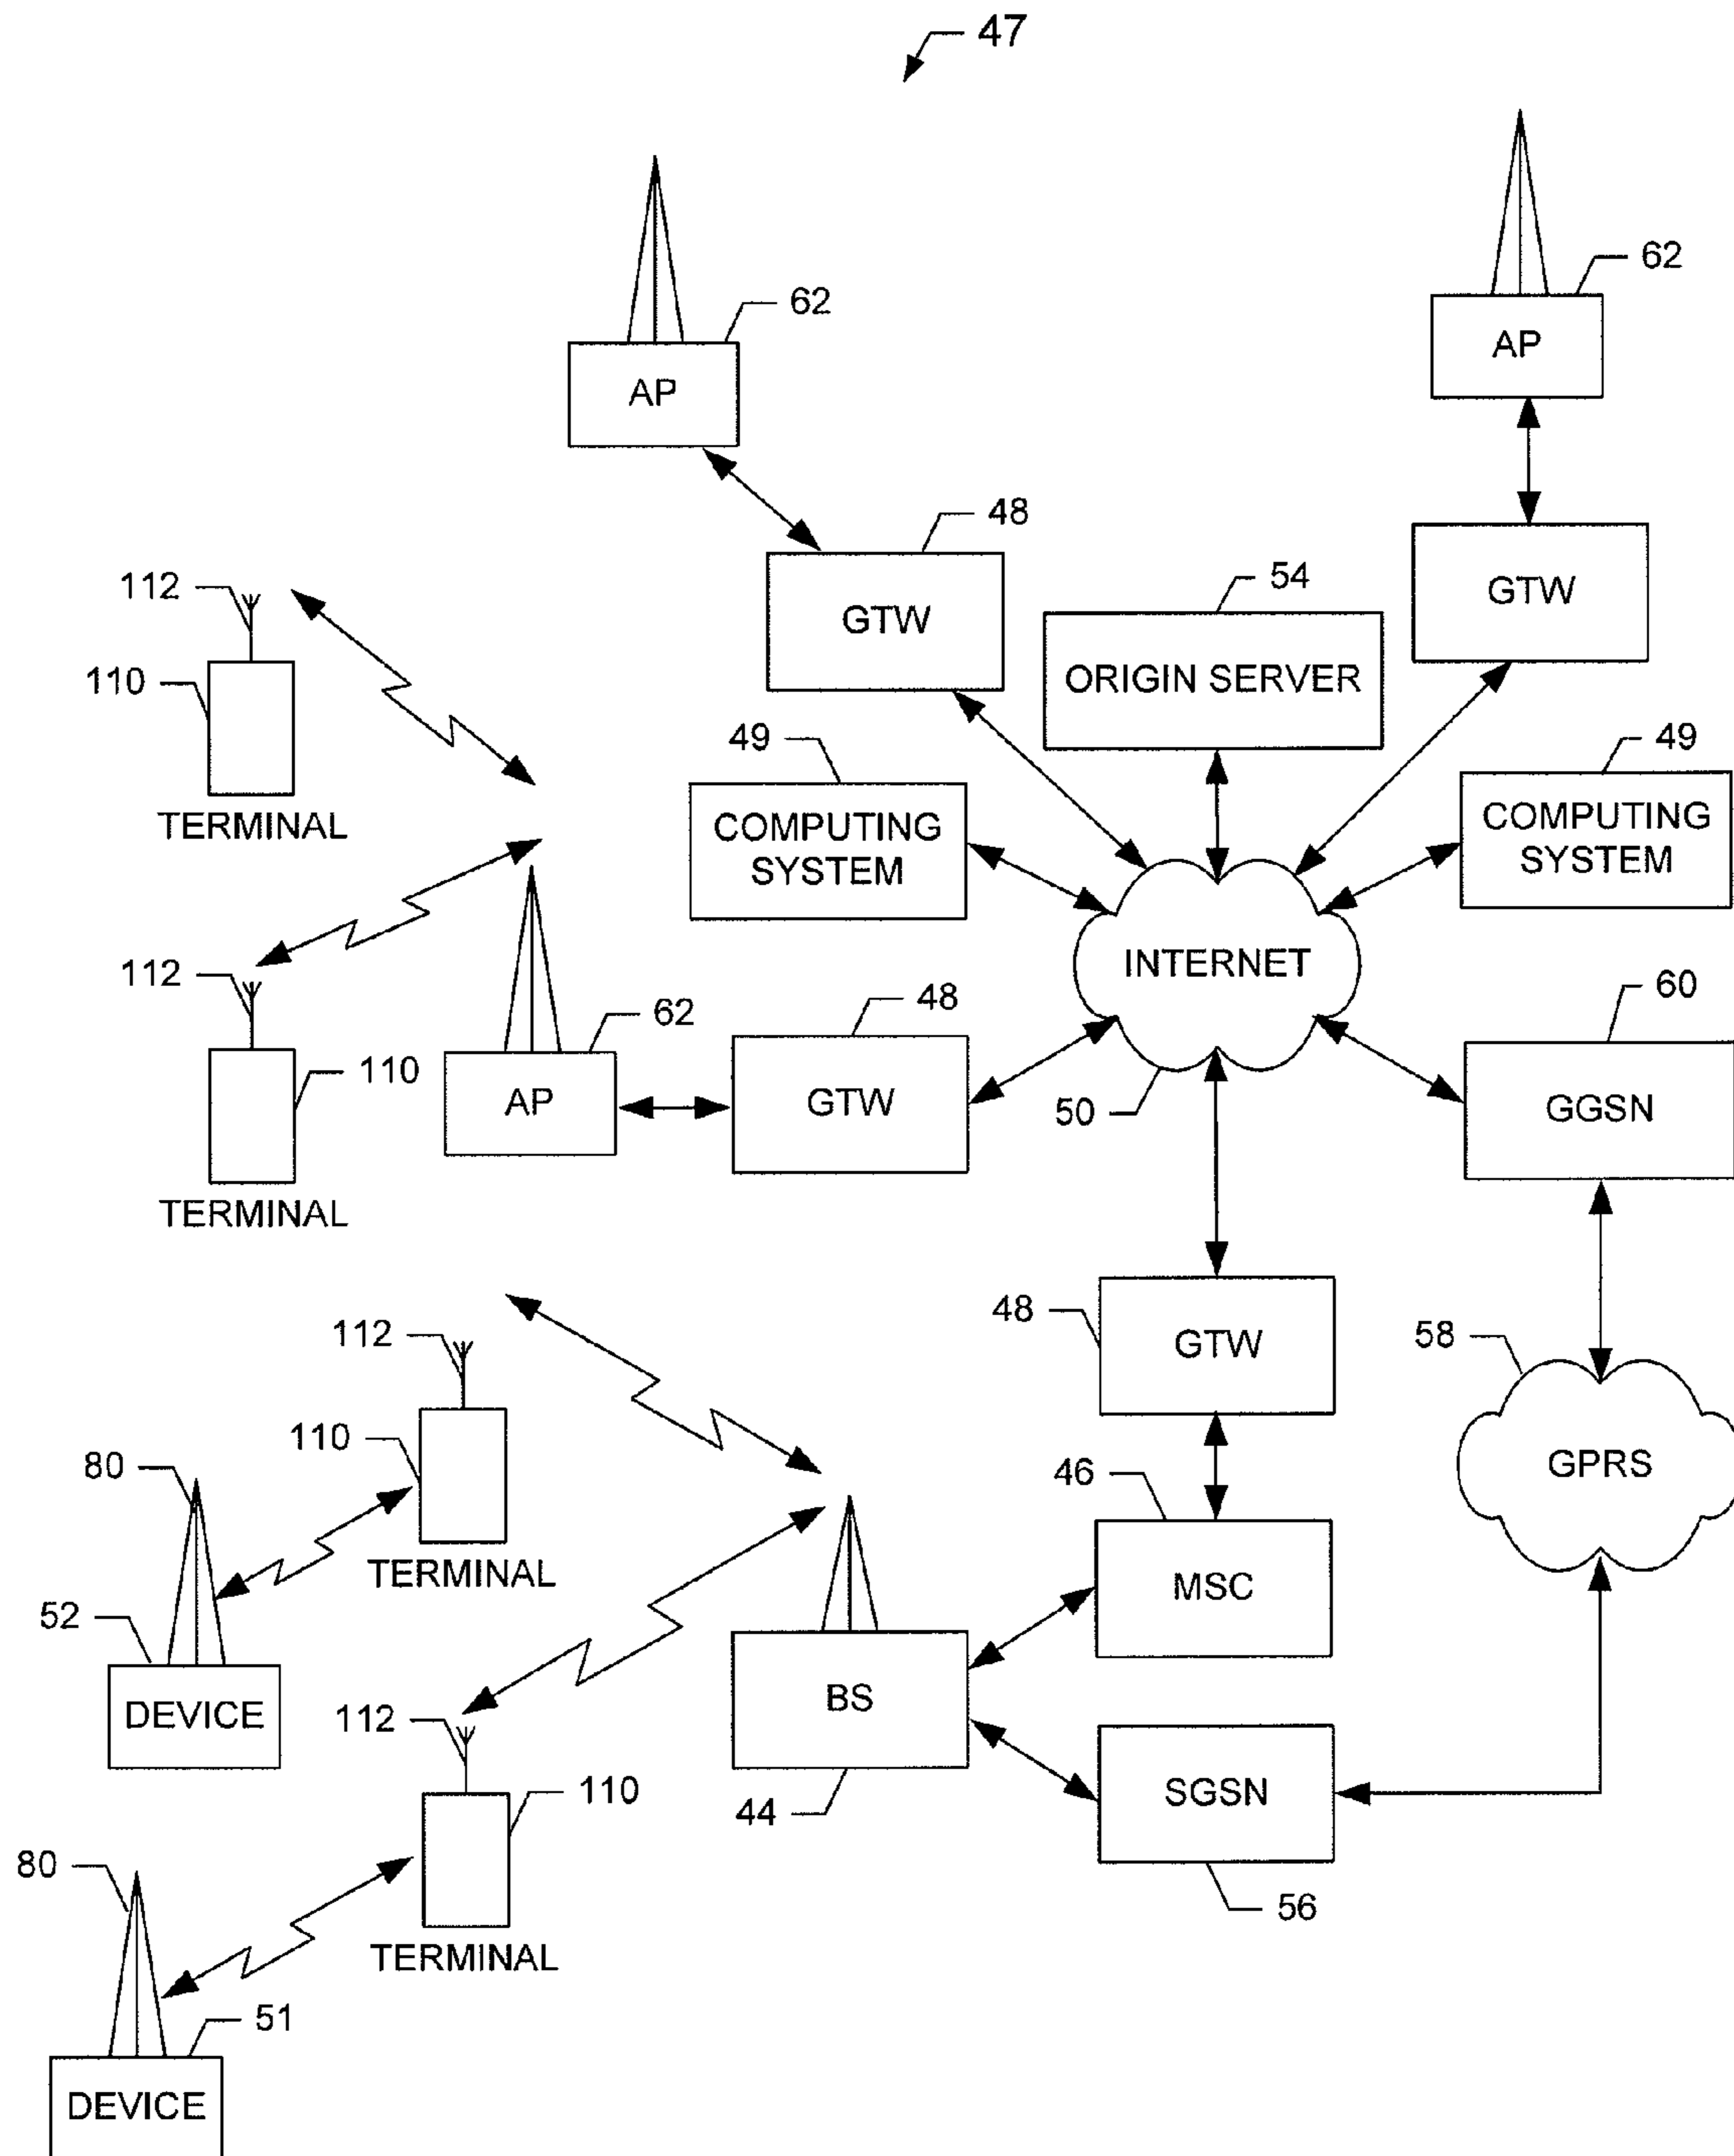 47
62
AP
62
AP
48
GTW
54
ORIGIN SERVER
GTW
112
110
TERMINAL
49
COMPUTING
SYSTEM
49
COMPUTING
SYSTEM
INTERNET
50
112
110
TERMINAL
62
AP
48
GTW
60
GGSN
48
GTW
58
GPRS
112
110
TERMINAL
80
52
DEVICE
46
MSC
BS
44
SGSN
56
112
110
TERMINAL
80
51
DEVICE